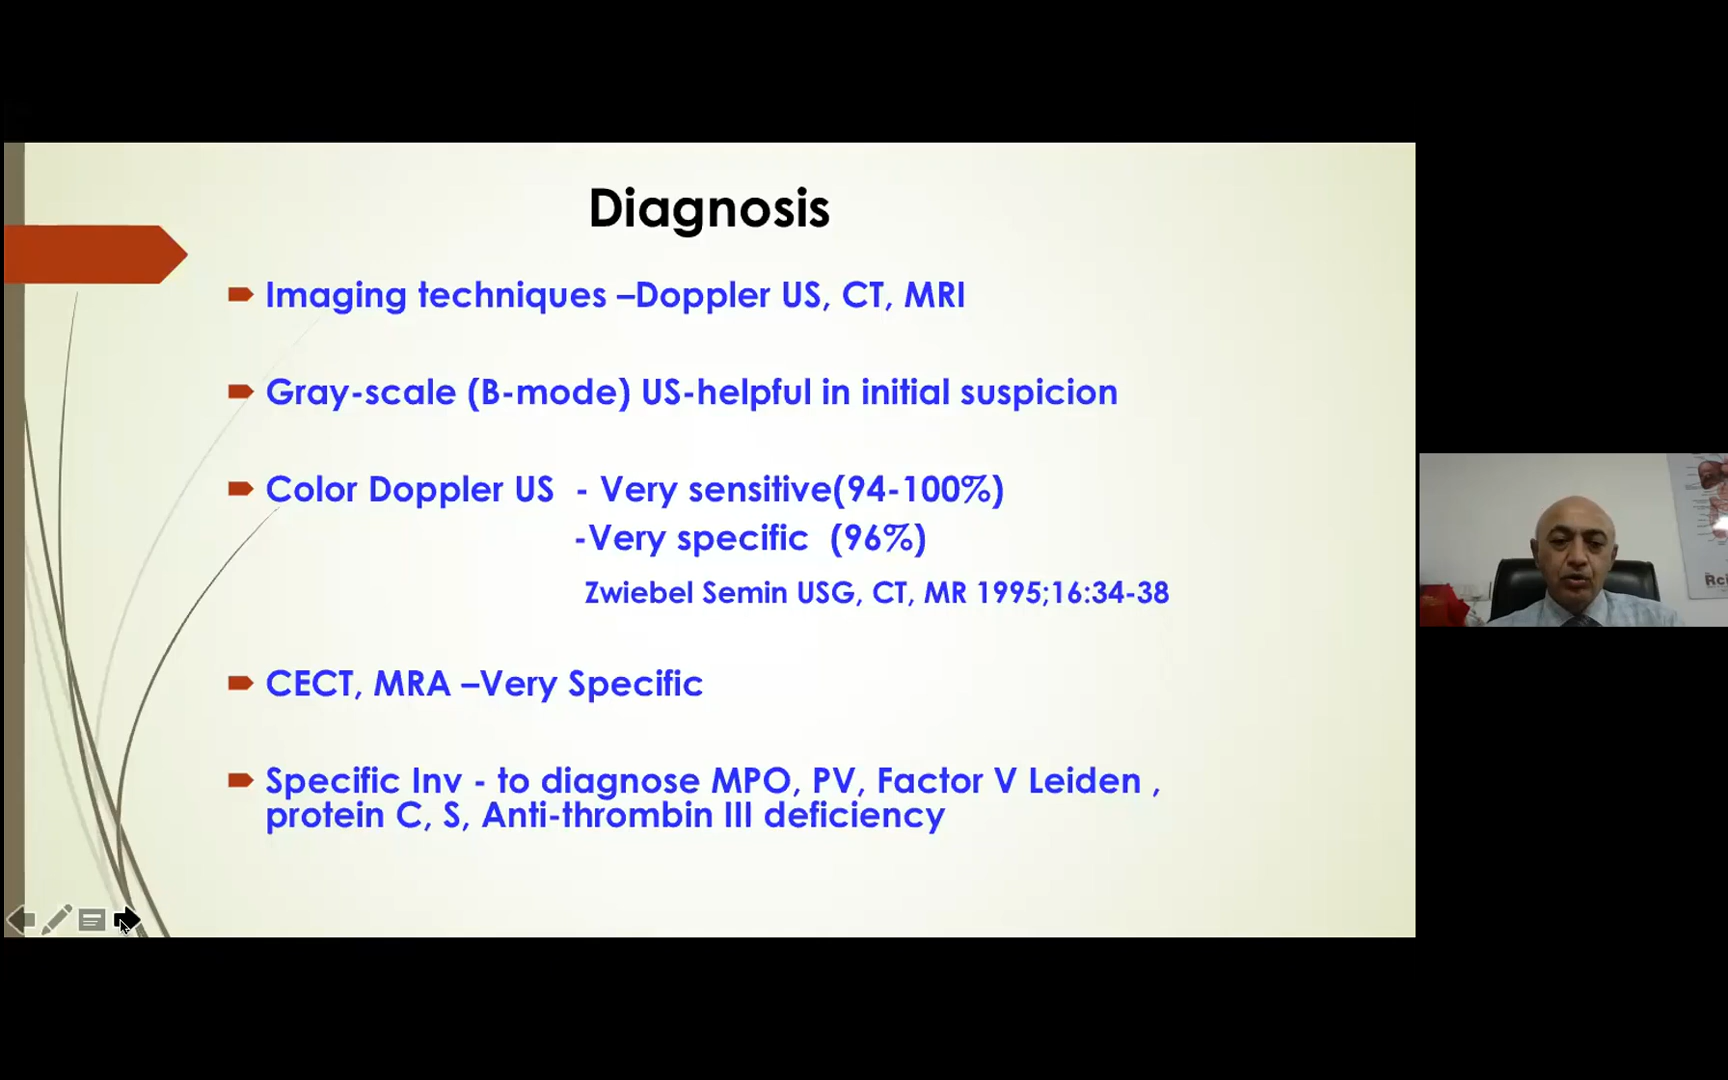 Diagnosis
Imaging techniques –Doppler US, CT, MRI
Gray-scale (B-mode) US-helpful in initial suspicion
Color Doppler US - Very sensitive(94-100%)
-Very specific (96%)
Zwiebel Semin USG, CT, MR 1995;16:34-38
CECT, MRA –Very Specific
Specific Inv - to diagnose MPO, PV, Factor V Leiden ,
protein C, S, Anti-thrombin III deficiency